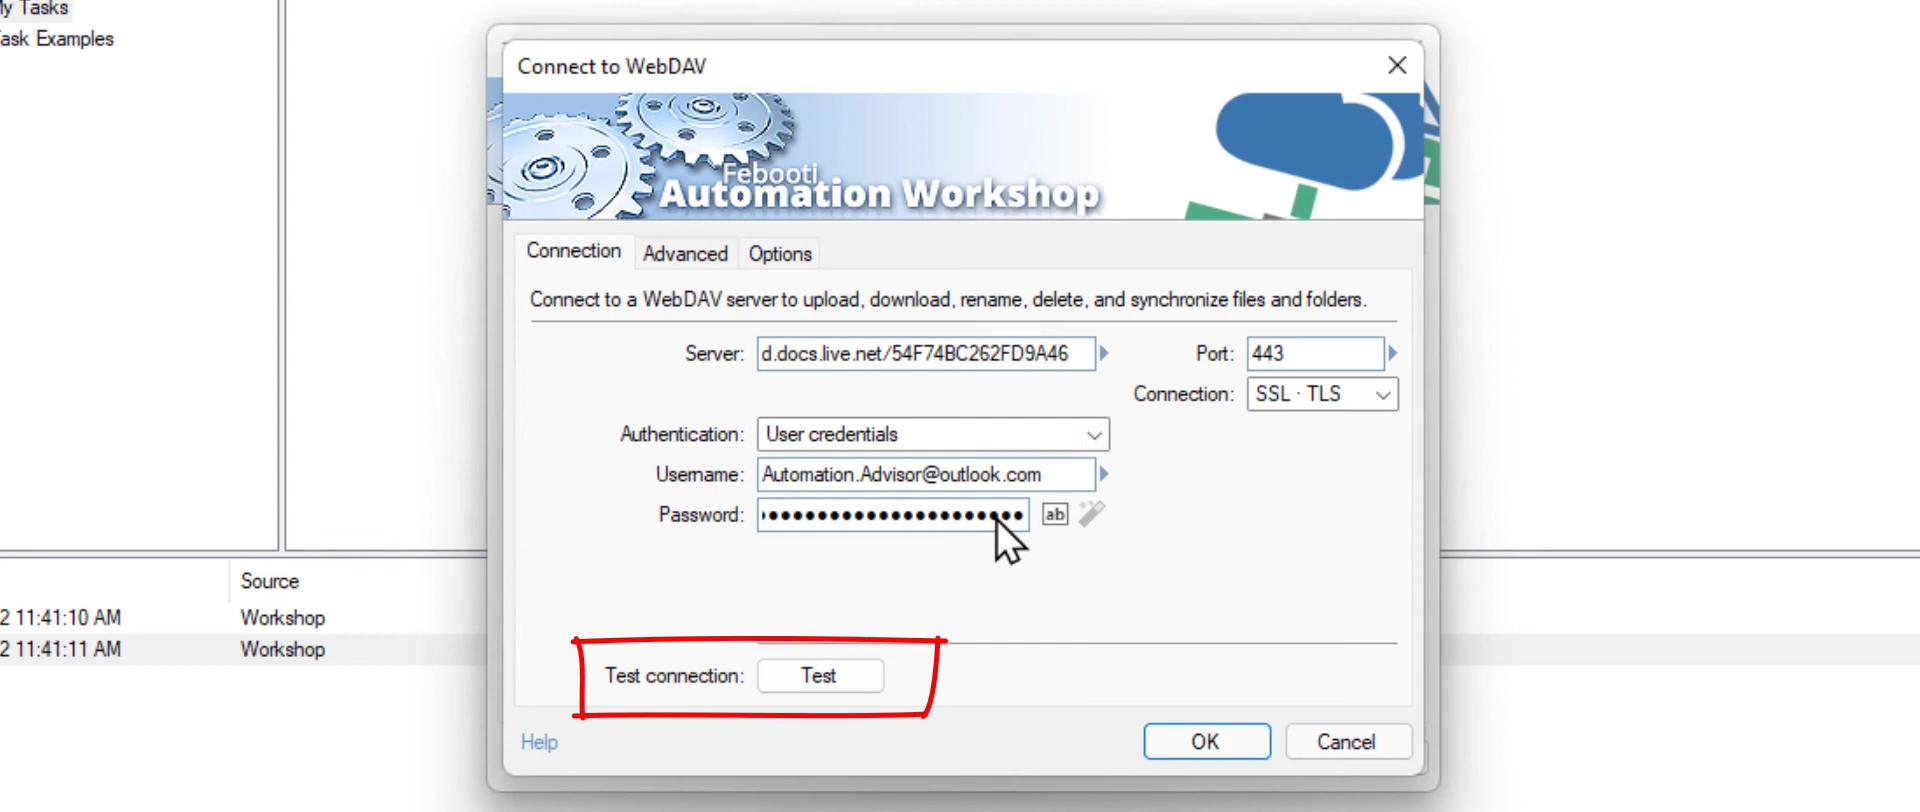 My Tasks
Task Examples
Connect to WebDAV
Febooti
Automation Workshop
Connection Advanced Options
Connect to a WebDAV server to upload, download, rename, delete, and synchronize files and folders.
Server: d.docs.live.net/54F74BC262FD9A46 Port: 443
Connection: SSL · TLS
Authentication: User credentials
Username: Automation.Advisor@outlook.com
Password: ab
Source
2 11:41:10 AM Workshop
2 11:41:11 AM Workshop
Test connection: Test
Help OK Cancel